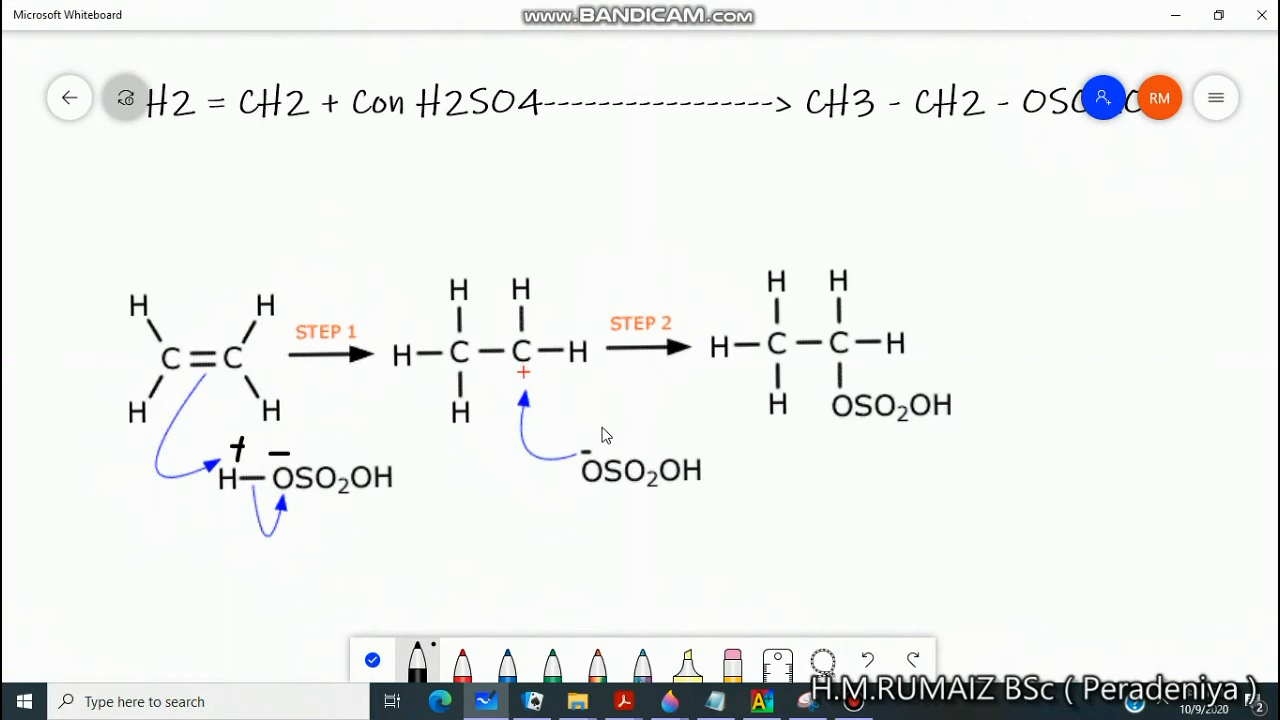 Microsoft Whiteboard
www.BANDICAM.com
H2 = CH2 + Con H2SO4----------------> CH3 - CH2 -
RM
H H H H H H
STEP 1 STEP 2
C=C H-C-C-H H-C-C-H
+
H H H H OSO2OH
+ -
H-OSO2OH -OSO2OH
Type here to search
H.M.RUMAIZ BSc ( Peradeniya )
10/9/2020
2